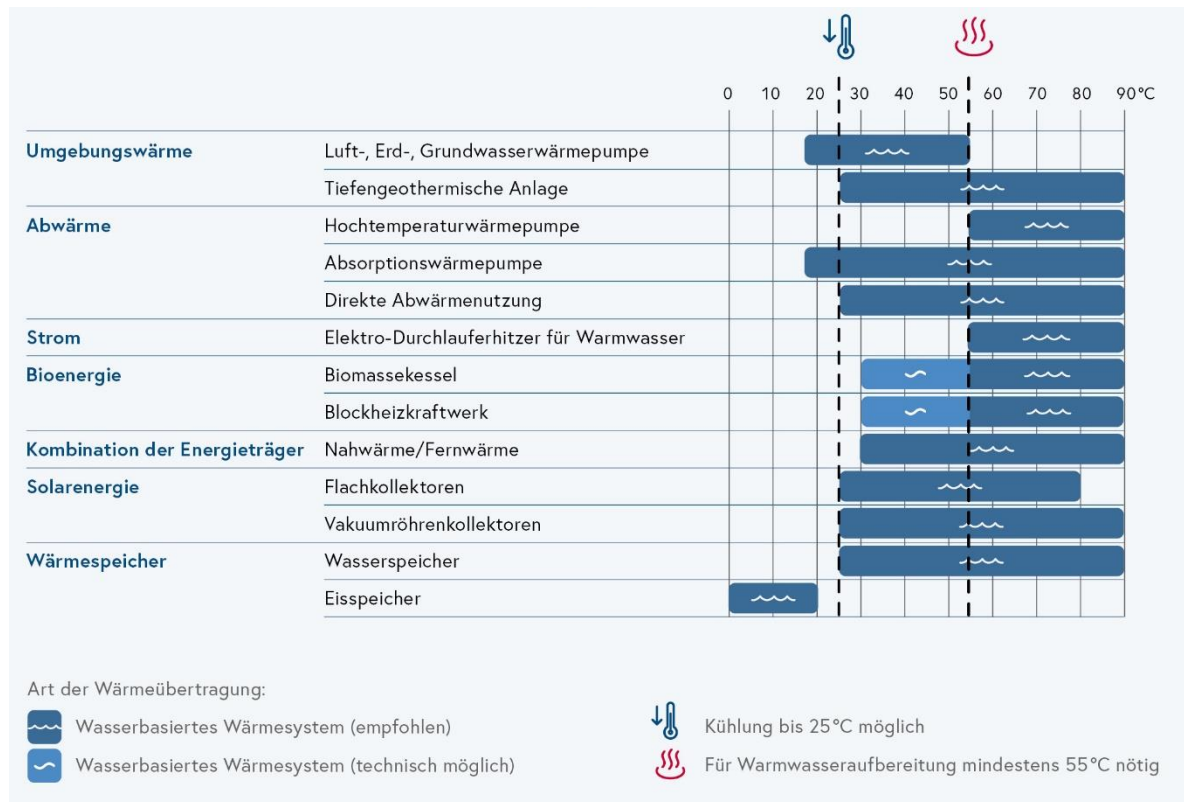 0 10 20 30 40 50 60 70 80 90°C
Umgebungswärme Luft-, Erd-, Grundwasserwärmepumpe
Tiefengeothermische Anlage
Abwärme Hochtemperaturwärmepumpe
Absorptionswärmepumpe
Direkte Abwärmenutzung
Strom Elektro-Durchlauferhitzer für Warmwasser
Bioenergie Biomassekessel
Blockheizkraftwerk
Kombination der Energieträger Nahwärme/Fernwärme
Solarenergie Flachkollektoren
Vakuumröhrenkollektoren
Wärmespeicher Wasserspeicher
Eisspeicher
Art der Wärmeübertragung:
Wasserbasiertes Wärmesystem (empfohlen) Kühlung bis 25°C möglich
Wasserbasiertes Wärmesystem (technisch möglich) Für Warmwasseraufbereitung mindestens 55°C nötig